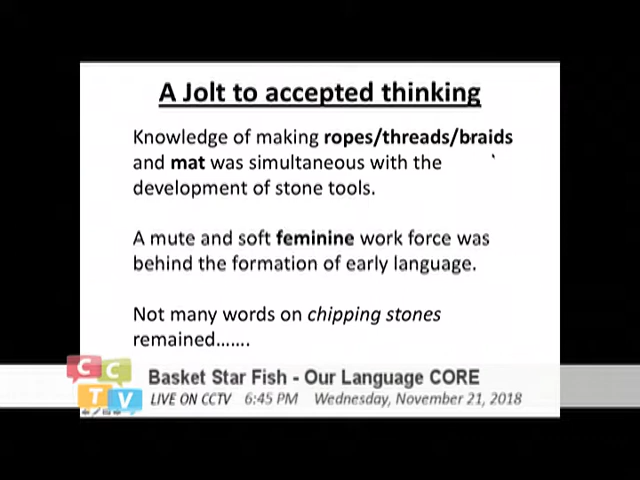 A Jolt to accepted thinking
Knowledge of making ropes/threads/braids
and mat was simultaneous with the
development of stone tools.
A mute and soft feminine work force was
behind the formation of early language.
Not many words on chipping stones
remained.......
CC
TV
Basket Star Fish - Our Language CORE
LIVE ON CCTV 6:45 PM Wednesday, November 21, 2018